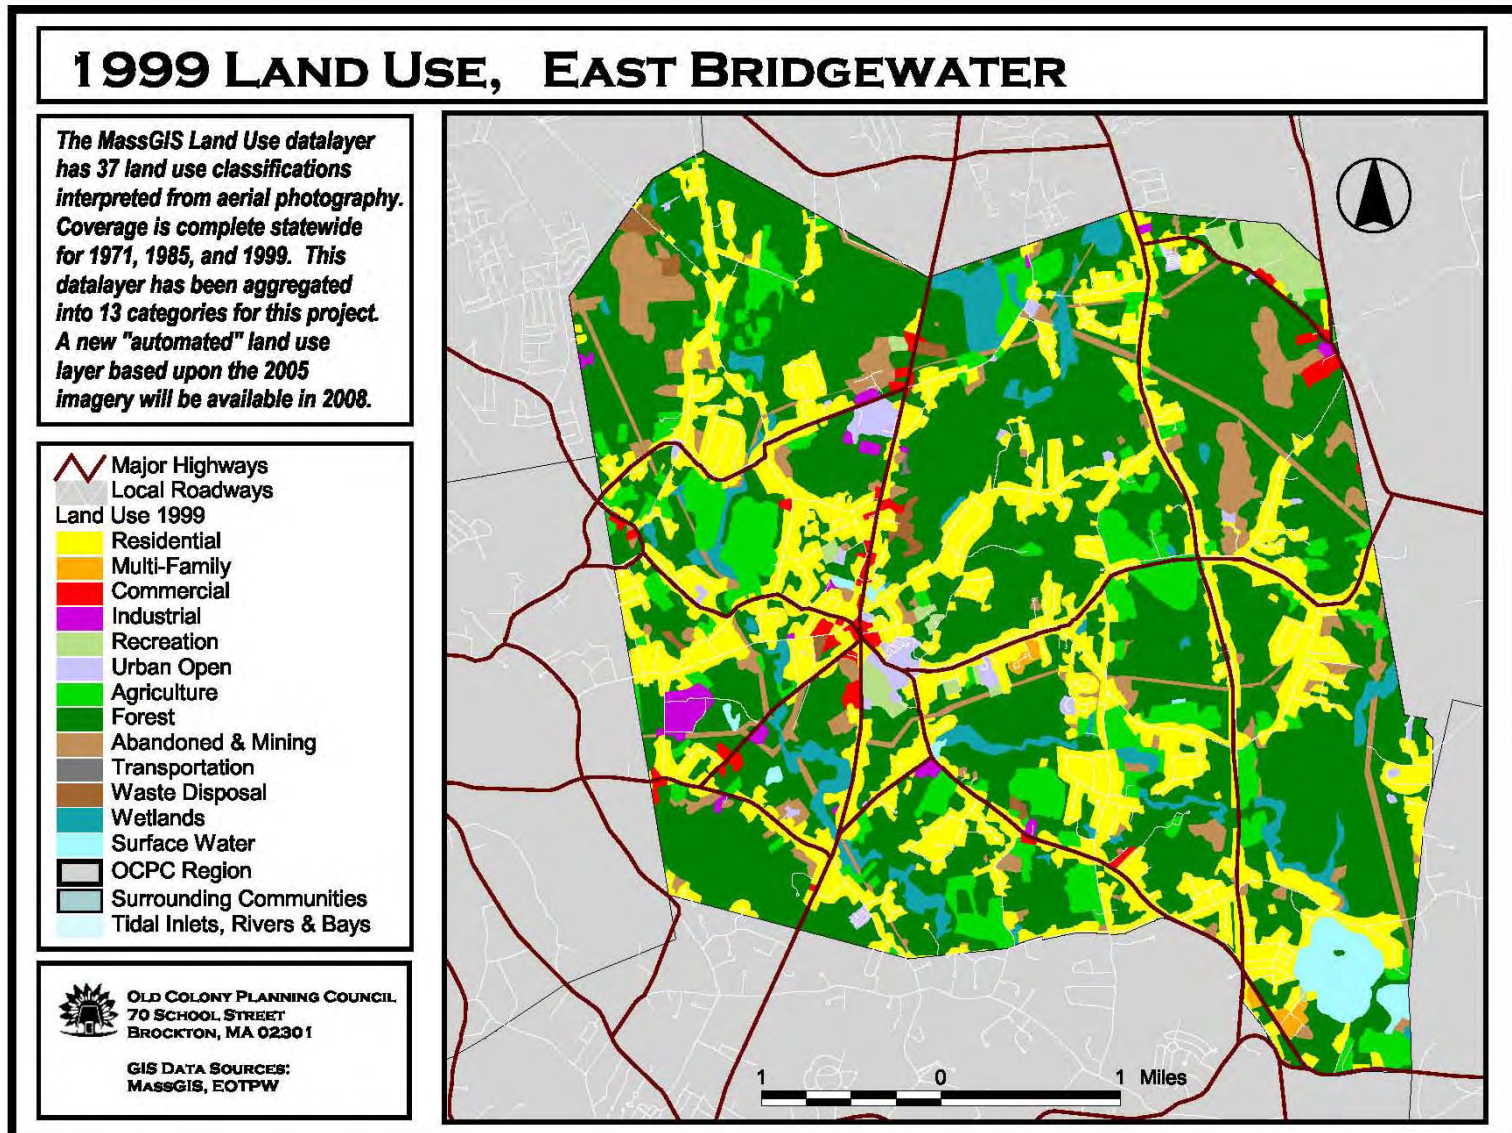 1999 LAND USE, EAST BRIDGEWATER
The MassGIS Land Use datalayer
has 37 land use classifications
interpreted from aerial photography.
Coverage is complete statewide
for 1971, 1985, and 1999. This
datalayer has been aggregated
into 13 categories for this project.
A new "automated" land use
layer based upon the 2005
imagery will be available in 2008.
Major Highways
Local Roadways
Land Use 1999
Residential
Multi-Family
Commercial
Industrial
Recreation
Urban Open
Agriculture
Forest
Abandoned & Mining
Transportation
Waste Disposal
Wetlands
Surface Water
OCPC Region
Surrounding Communities
Tidal Inlets, Rivers & Bays
OLD COLONY PLANNING COUNCIL
70 SCHOOL STREET
BROCKTON, MA 02301
GIS DATA SOURCES:
MASSGIS, EOTPW
1 0 1 Miles